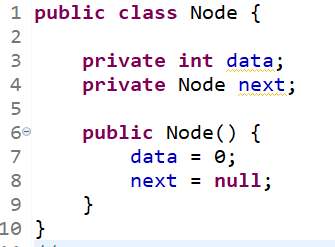 1 public class Node {
2
3     private int data;
4     private Node next;
5
6     public Node() {
7         data = 0;
8         next = null;
9     }
10 }